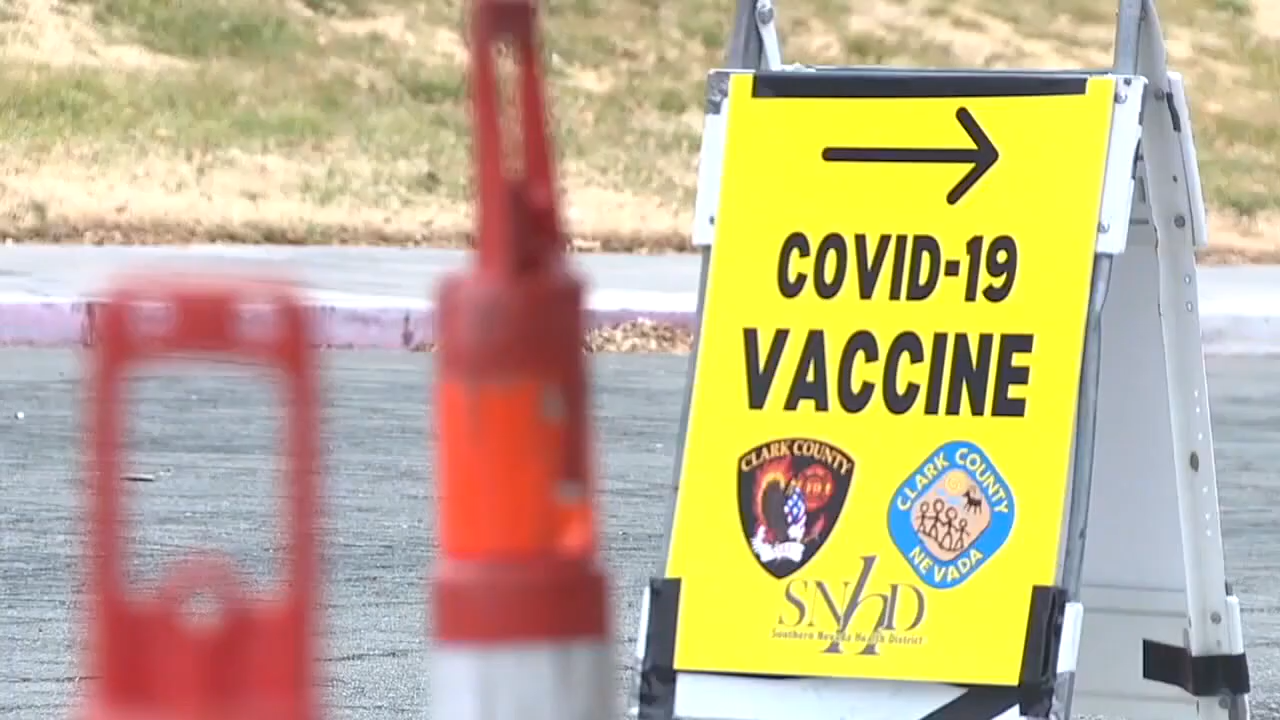 COVID-19
VACCINE
CLARK COUNTY
CLARK COUNTY
NEVADA
SNHD
Southern Nevada Health District